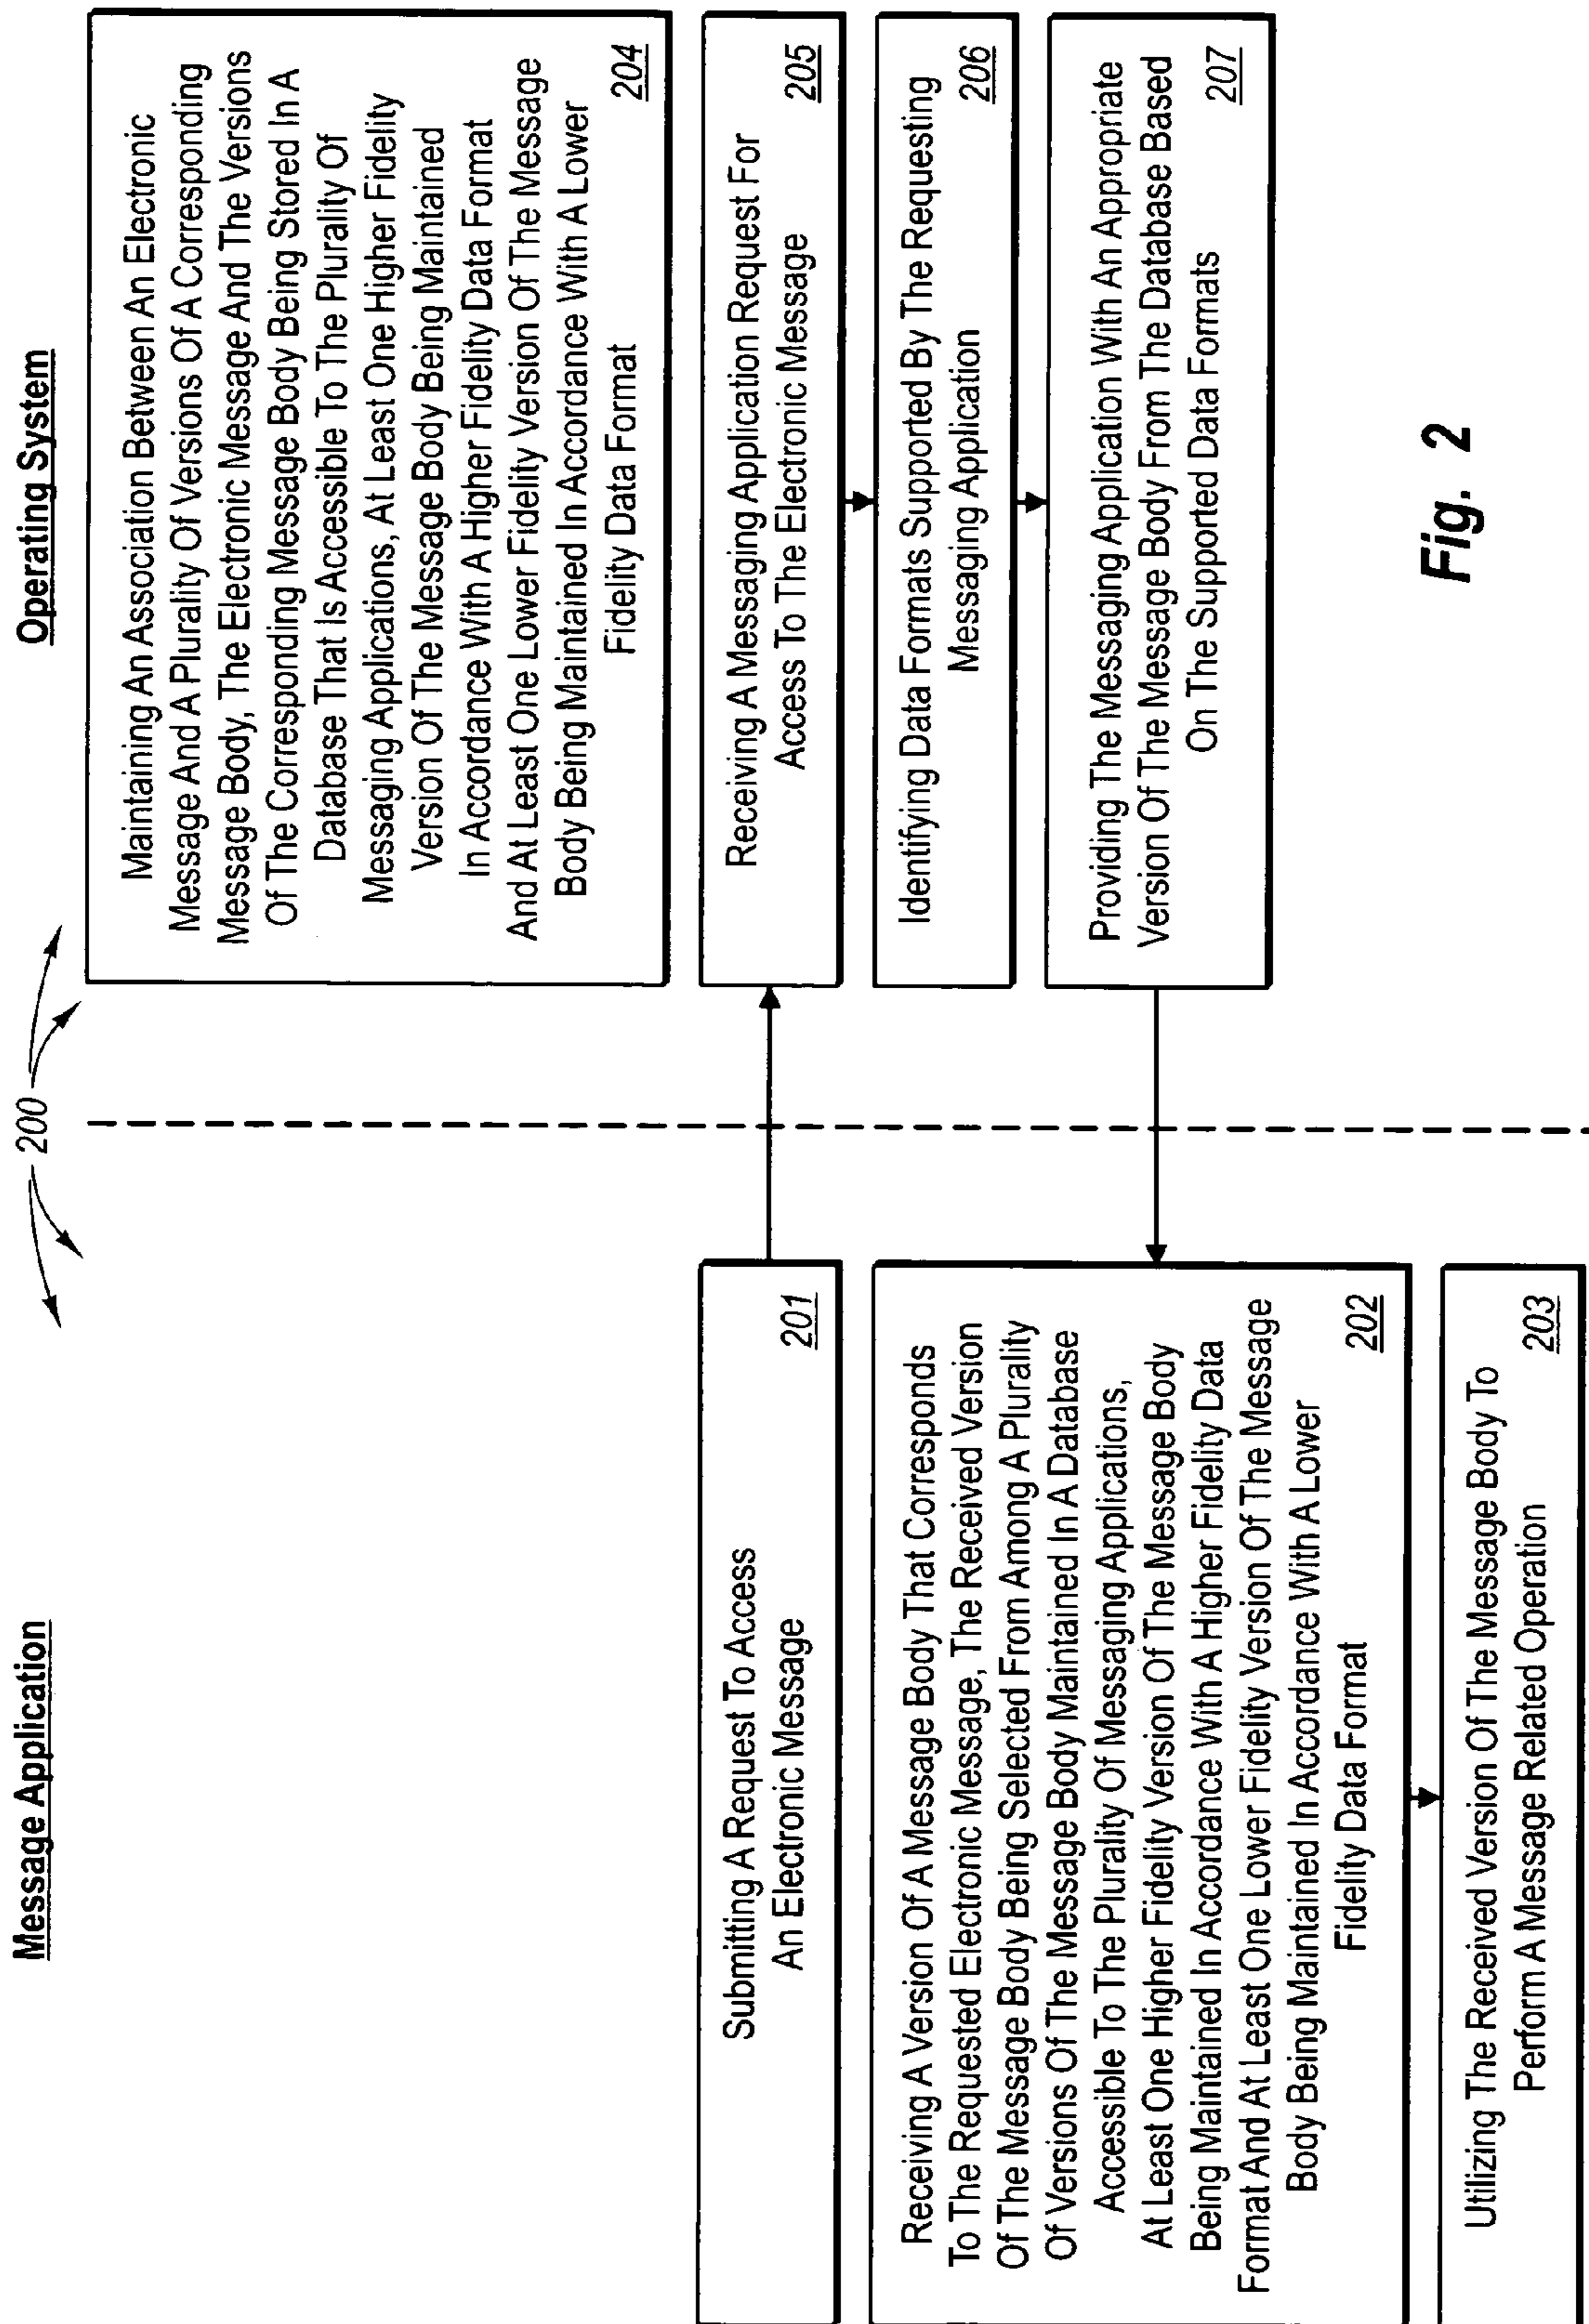 200
Message Application
Operating System
Submitting A Request To Access
An Electronic Message
201
Receiving A Version Of A Message Body That Corresponds
To The Requested Electronic Message, The Received Version
Of The Message Body Being Selected From Among A Plurality
Of Versions Of The Message Body Maintained In A Database
Accessible To The Plurality Of Messaging Applications,
At Least One Higher Fidelity Version Of The Message Body
Being Maintained In Accordance With A Higher Fidelity Data
Format And At Least One Lower Fidelity Version Of The Message
Body Being Maintained In Accordance With A Lower
Fidelity Data Format
202
Utilizing The Received Version Of The Message Body To
Perform A Message Related Operation
203
Maintaining An Association Between An Electronic
Message And A Plurality Of Versions Of A Corresponding
Message Body, The Electronic Message And The Versions
Of The Corresponding Message Body Being Stored In A
Database That Is Accessible To The Plurality Of
Messaging Applications, At Least One Higher Fidelity
Version Of The Message Body Being Maintained
In Accordance With A Higher Fidelity Data Format
And At Least One Lower Fidelity Version Of The Message
Body Being Maintained In Accordance With A Lower
Fidelity Data Format
204
Receiving A Messaging Application Request For
Access To The Electronic Message
205
Identifying Data Formats Supported By The Requesting
Messaging Application
206
Providing The Messaging Application With An Appropriate
Version Of The Message Body From The Database Based
On The Supported Data Formats
207
Fig. 2